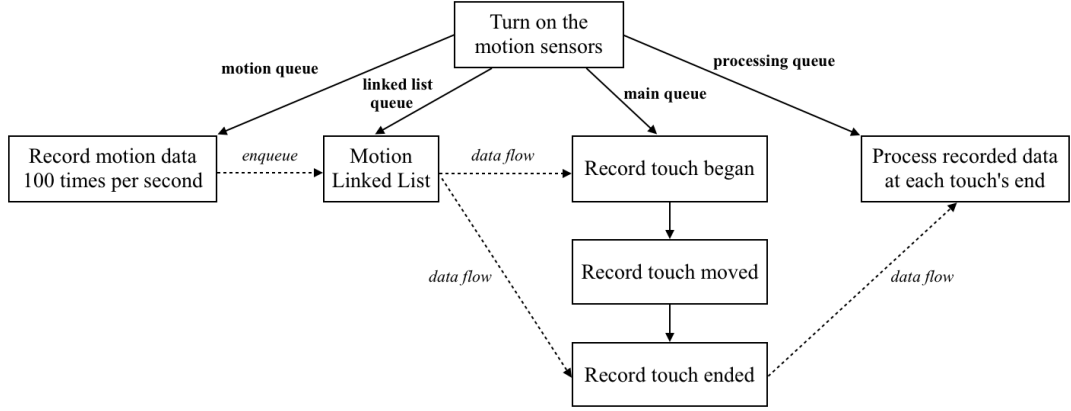 Turn on the
motion sensors
motion queue
linked list
queue
main queue
processing queue
Record motion data
100 times per second
enqueue
Motion
Linked List
data flow
Record touch began
Process recorded data
at each touch's end
Record touch moved
data flow
data flow
Record touch ended